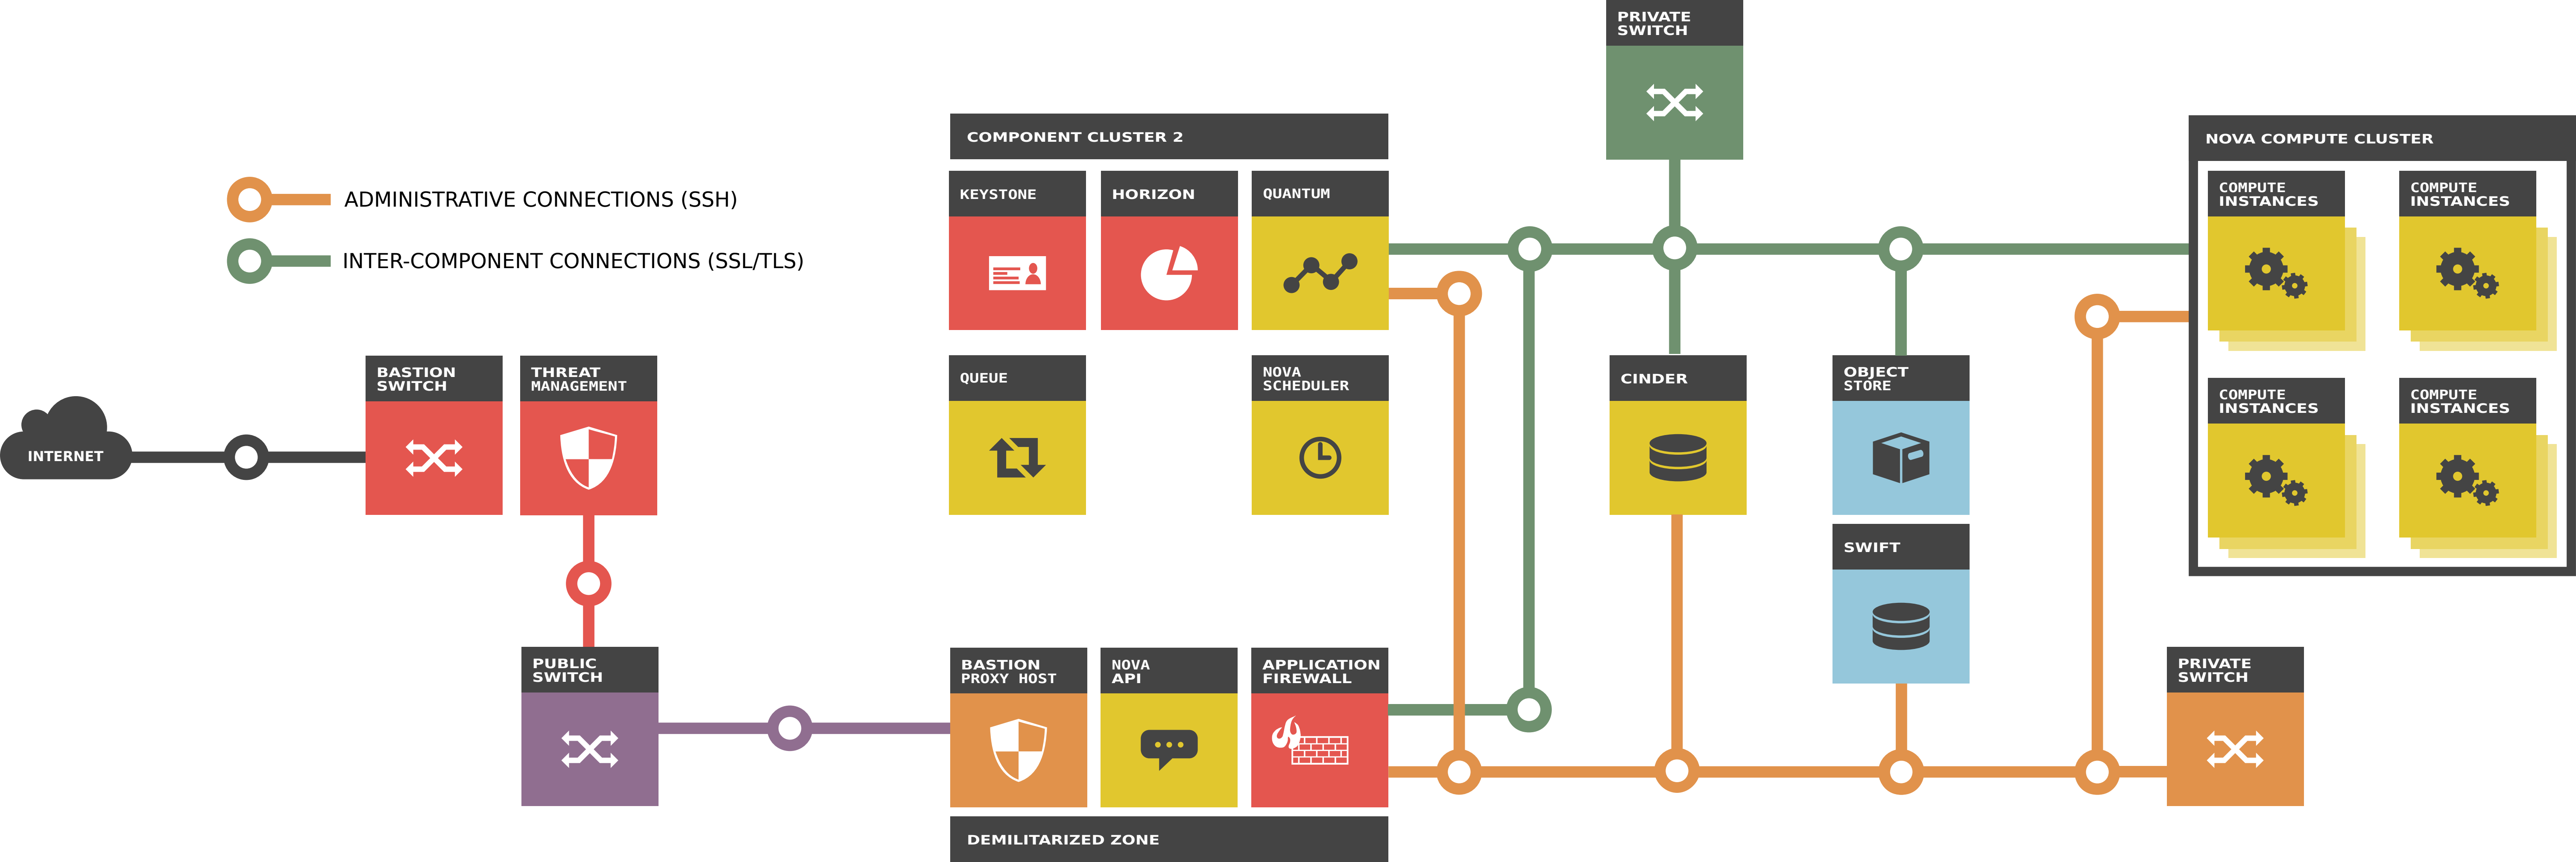 PRIVATE
SWITCH
COMPONENT CLUSTER 2
NOVA COMPUTE CLUSTER
KEYSTONE
HORIZON
QUANTUM
COMPUTE
INSTANCES
COMPUTE
INSTANCES
ADMINISTRATIVE CONNECTIONS (SSH)
INTER-COMPONENT CONNECTIONS (SSL/TLS)
BASTION
SWITCH
THREAT
MANAGEMENT
QUEUE
NOVA
SCHEDULER
CINDER
OBJECT
STORE
COMPUTE
INSTANCES
COMPUTE
INSTANCES
INTERNET
SWIFT
PUBLIC
SWITCH
BASTION
PROXY HOST
NOVA
API
APPLICATION
FIREWALL
PRIVATE
SWITCH
DEMILITARIZED ZONE